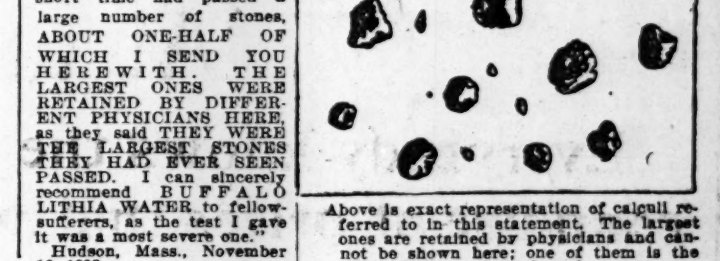 large number of stones,
ABOUT ONE-HALF OF
WHICH I SEND YOU
HEREWITH. THE
LARGEST ONES WERE
RETAINED BY DIFFER-
ENT PHYSICIANS HERE,
as they said THEY WERE
THE LARGEST STONES
THEY HAD EVER SEEN
PASSED. I can sincerely
recommend BUFFALO
LITHIA WATER to fellow-
sufferers, as the test I gave
it was a most severe one."
Hudson, Mass., November
Above is exact representation of calculi re-
ferred to in this statement. The largest
ones are retained by physicians and can-
not be shown here; one of them is the